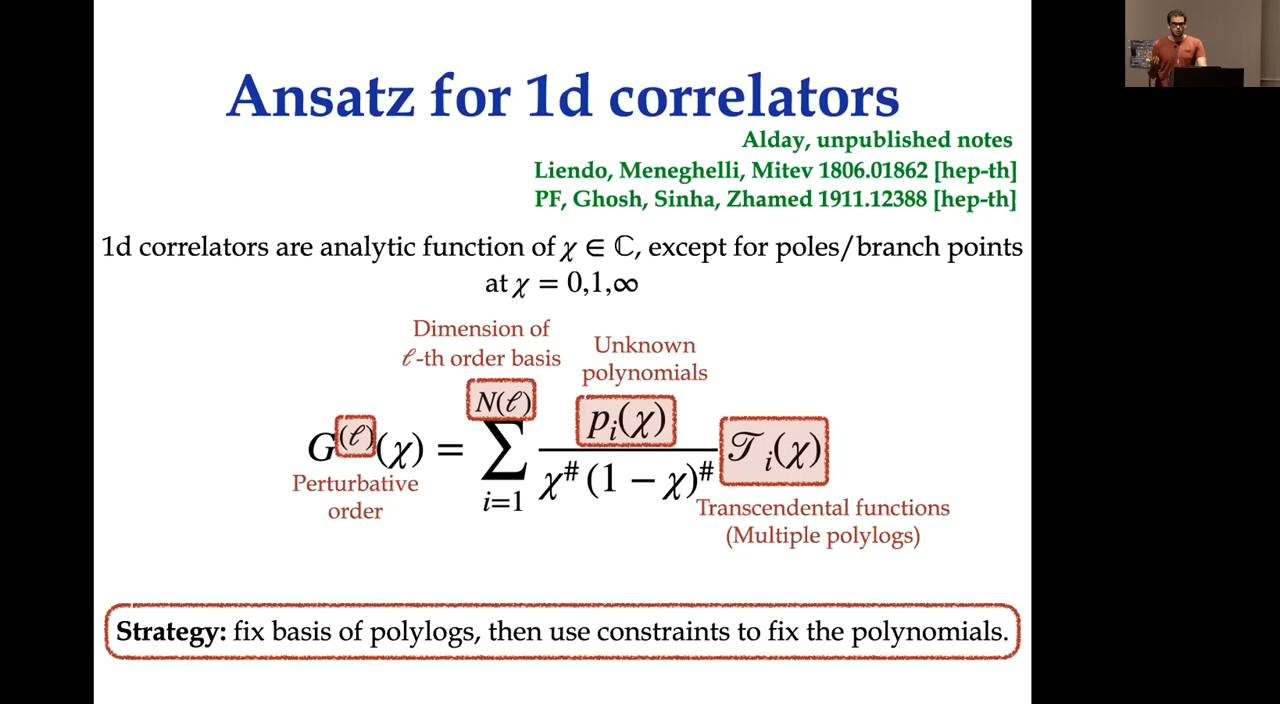 Ansatz for 1d correlators
Alday, unpublished notes
Liendo, Meneghelli, Mitev 1806.01862 [hep-th]
PF, Ghosh, Sinha, Zhamed 1911.12388 [hep-th]
1d correlators are analytic function of χ ∈ ℂ, except for poles/branch points
at χ = 0,1,∞
Dimension of
ℓ-th order basis
Unknown
polynomials
G^(ℓ)(χ) = ∑_{i=1}^{N(ℓ)} p_i(χ) / χ^# (1 − χ)^# 𝒯_i(χ)
Perturbative
order
Transcendental functions
(Multiple polylogs)
Strategy: fix basis of polylogs, then use constraints to fix the polynomials.